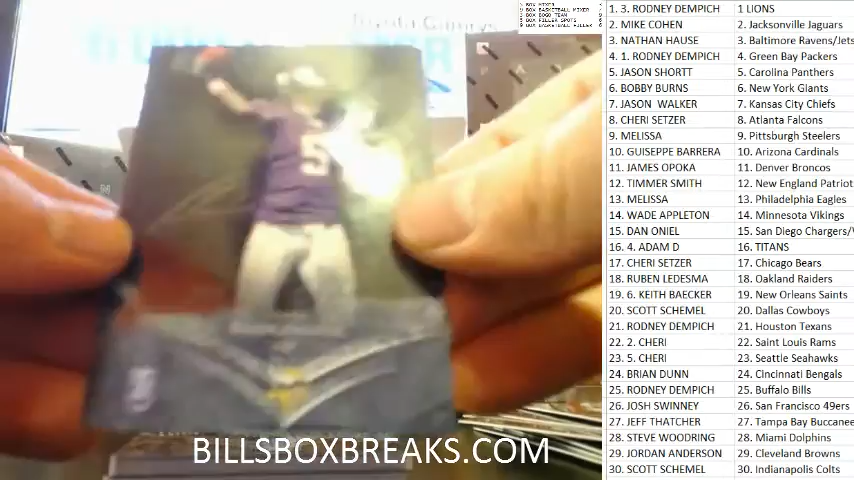 BOX BASKETBALL MIXER
1. 3. RODNEY DEMPICH 1 LIONS
2. MIKE COHEN 2. Jacksonville Jaguars
3. NATHAN HAUSE 3. Baltimore Ravens/Jets
4. 1. RODNEY DEMPICH 4. Green Bay Packers
5. JASON SHORTT 5. Carolina Panthers
6. BOBBY BURNS 6. New York Giants
7. JASON WALKER 7. Kansas City Chiefs
8. CHERI SETZER 8. Atlanta Falcons
9. MELISSA 9. Pittsburgh Steelers
10. GUISEPPE BARRERA 10. Arizona Cardinals
11. JAMES OPOKA 11. Denver Broncos
12. TIMMER SMITH 12. New England Patriot
13. MELISSA 13. Philadelphia Eagles
14. WADE APPLETON 14. Minnesota Vikings
15. DAN ONIEL 15. San Diego Chargers/
16. 4. ADAM D 16. TITANS
17. CHERI SETZER 17. Chicago Bears
18. RUBEN LEDESMA 18. Oakland Raiders
19. 6. KEITH BAECKER 19. New Orleans Saints
20. SCOTT SCHEMEL 20. Dallas Cowboys
21. RODNEY DEMPICH 21. Houston Texans
22. 2. CHERI 22. Saint Louis Rams
23. 5. CHERI 23. Seattle Seahawks
24. BRIAN DUNN 24. Cincinnati Bengals
25. RODNEY DEMPICH 25. Buffalo Bills
26. JOSH SWINNEY 26. San Francisco 49ers
27. JEFF THATCHER 27. Tampa Bay Buccanee
28. STEVE WOODRING 28. Miami Dolphins
29. JORDAN ANDERSON 29. Cleveland Browns
30. SCOTT SCHEMEL 30. Indianapolis Colts
5
BILLSBOXBREAKS.COM